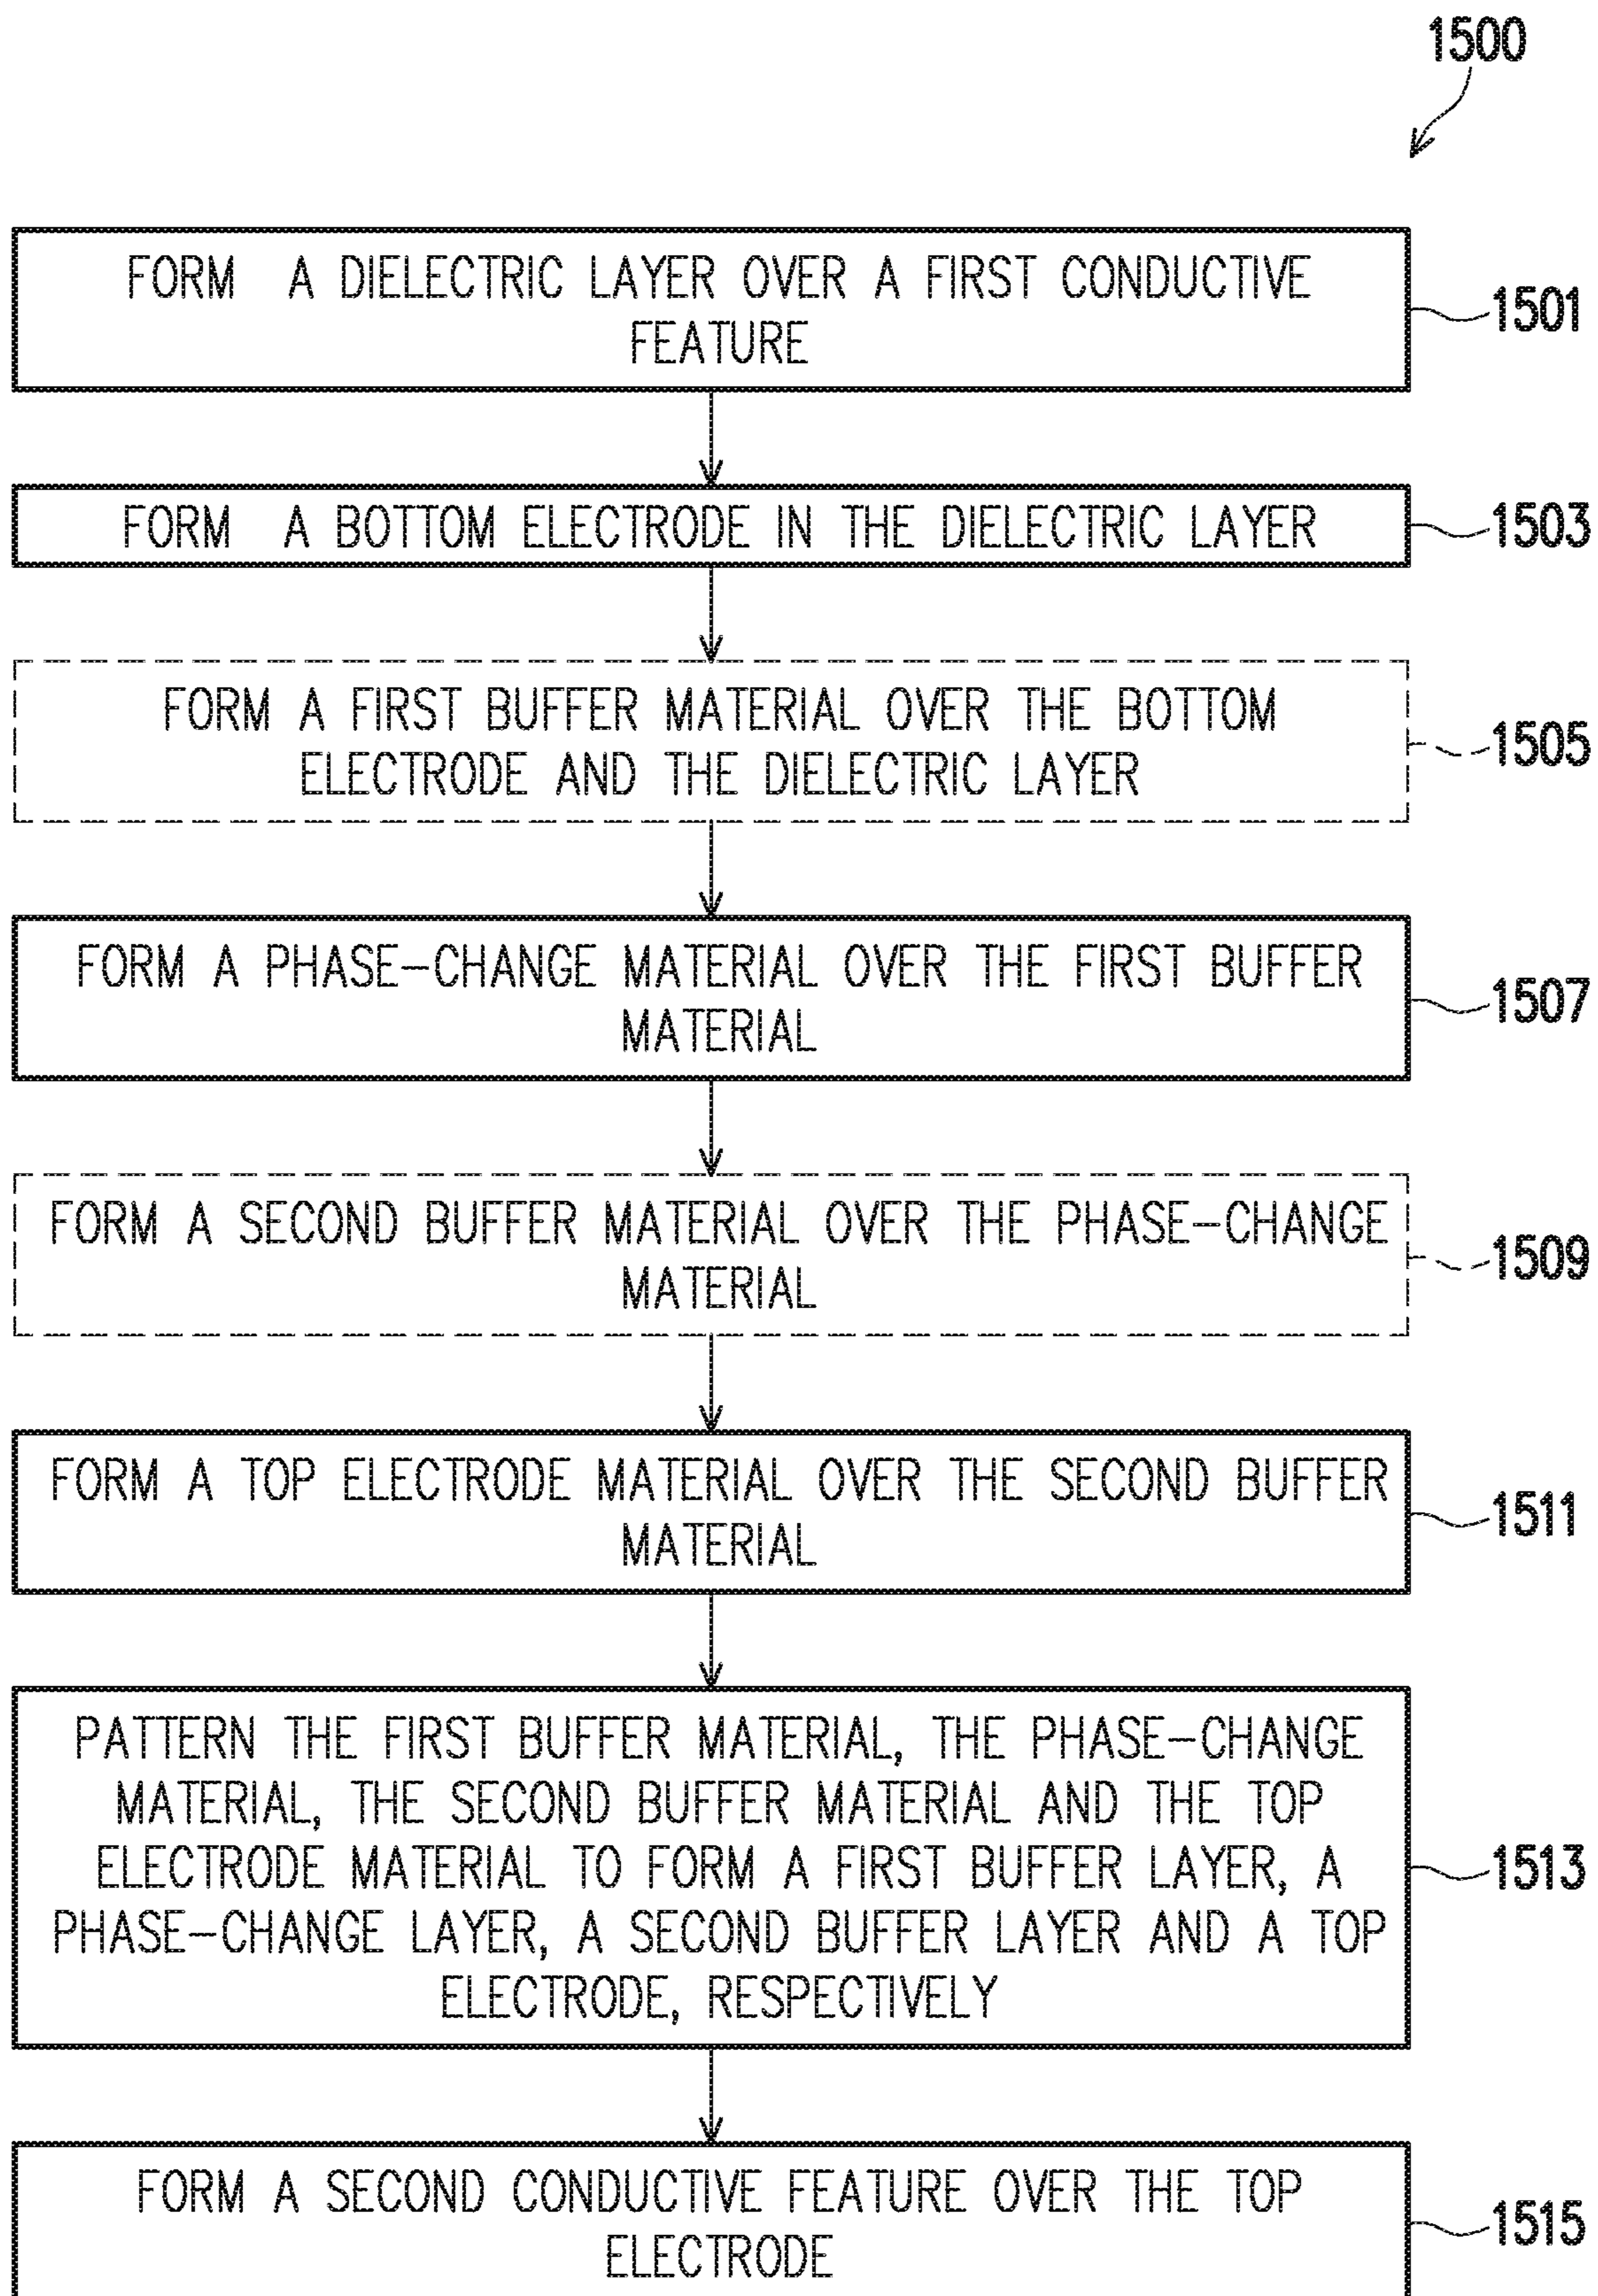 1500
FORM A DIELECTRIC LAYER OVER A FIRST CONDUCTIVE
FEATURE
1501
FORM A BOTTOM ELECTRODE IN THE DIELECTRIC LAYER
1503
FORM A FIRST BUFFER MATERIAL OVER THE BOTTOM
ELECTRODE AND THE DIELECTRIC LAYER
1505
FORM A PHASE-CHANGE MATERIAL OVER THE FIRST BUFFER
MATERIAL
1507
FORM A SECOND BUFFER MATERIAL OVER THE PHASE-CHANGE
MATERIAL
1509
FORM A TOP ELECTRODE MATERIAL OVER THE SECOND BUFFER
MATERIAL
1511
PATTERN THE FIRST BUFFER MATERIAL, THE PHASE-CHANGE
MATERIAL, THE SECOND BUFFER MATERIAL AND THE TOP
ELECTRODE MATERIAL TO FORM A FIRST BUFFER LAYER, A
PHASE-CHANGE LAYER, A SECOND BUFFER LAYER AND A TOP
ELECTRODE, RESPECTIVELY
1513
FORM A SECOND CONDUCTIVE FEATURE OVER THE TOP
ELECTRODE
1515